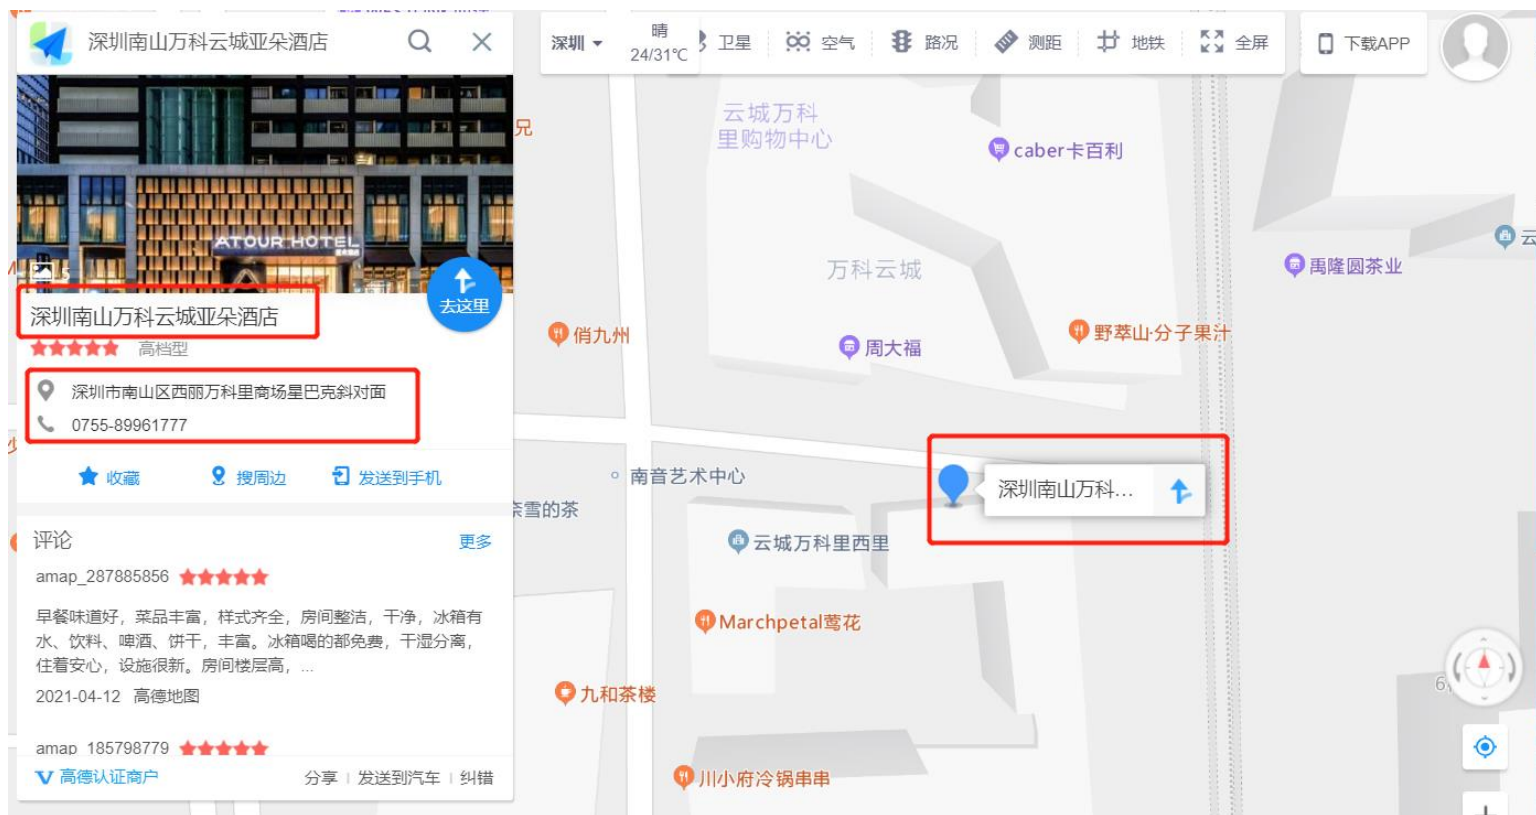 深圳南山万科云城亚朵酒店
深圳
晴
24/31℃
卫星
空气
路况
测距
地铁
全屏
下载APP
ATOUR HOTEL
5
去这里
深圳南山万科云城亚朵酒店
高档型
深圳市南山区西丽万科里商场星巴克斜对面
0755-89961777
收藏
搜周边
发送到手机
评论
更多
amap_287885856
早餐味道好，菜品丰富，样式齐全，房间整洁，干净，冰箱有
水、饮料、啤酒、饼干，丰富。冰箱喝的都免费，干湿分离，
住着安心，设施很新。房间楼层高，...
2021-04-12 高德地图
amap_185798779
高德认证商户
分享
发送到汽车
纠错
兄
云城万科
里购物中心
caber卡百利
云
禹隆圆茶业
万科云城
俏九州
周大福
野萃山·分子果汁
南音艺术中心
深圳南山万科...
奈雪的茶
云城万科里西里
Marchpetal鸢花
九和茶楼
川小府冷锅串串
6